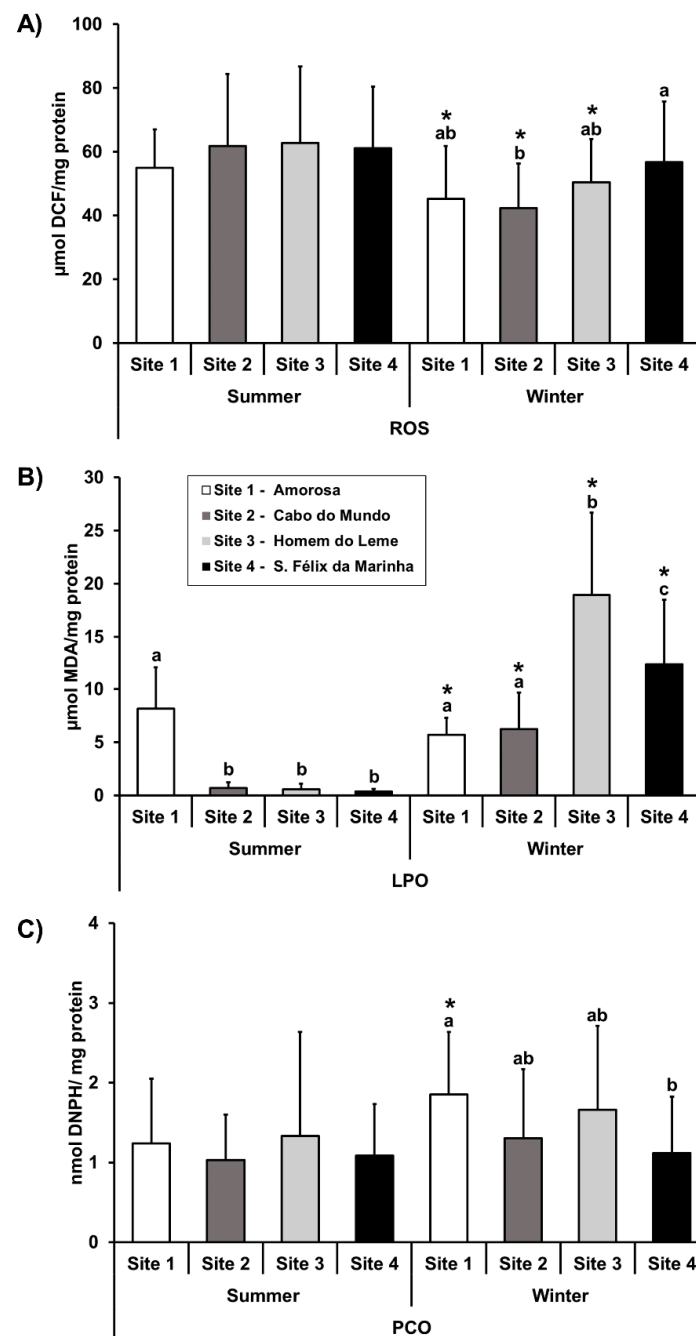 A)
µmol DCF/mg protein
100
80
60
40
20
0
* ab
* b
* ab
a
Site 1 Site 2 Site 3 Site 4 Site 1 Site 2 Site 3 Site 4
Summer Winter
ROS
B)
µmol MDA/mg protein
30
25
20
15
10
5
0
Site 1 - Amorosa
Site 2 - Cabo do Mundo
Site 3 - Homem do Leme
Site 4 - S. Félix da Marinha
a
b
b
b
* a
* a
* b
* c
Site 1 Site 2 Site 3 Site 4 Site 1 Site 2 Site 3 Site 4
Summer Winter
LPO
C)
nmol DNPH/ mg protein
4
3
2
1
0
* a
ab
ab
b
Site 1 Site 2 Site 3 Site 4 Site 1 Site 2 Site 3 Site 4
Summer Winter
PCO